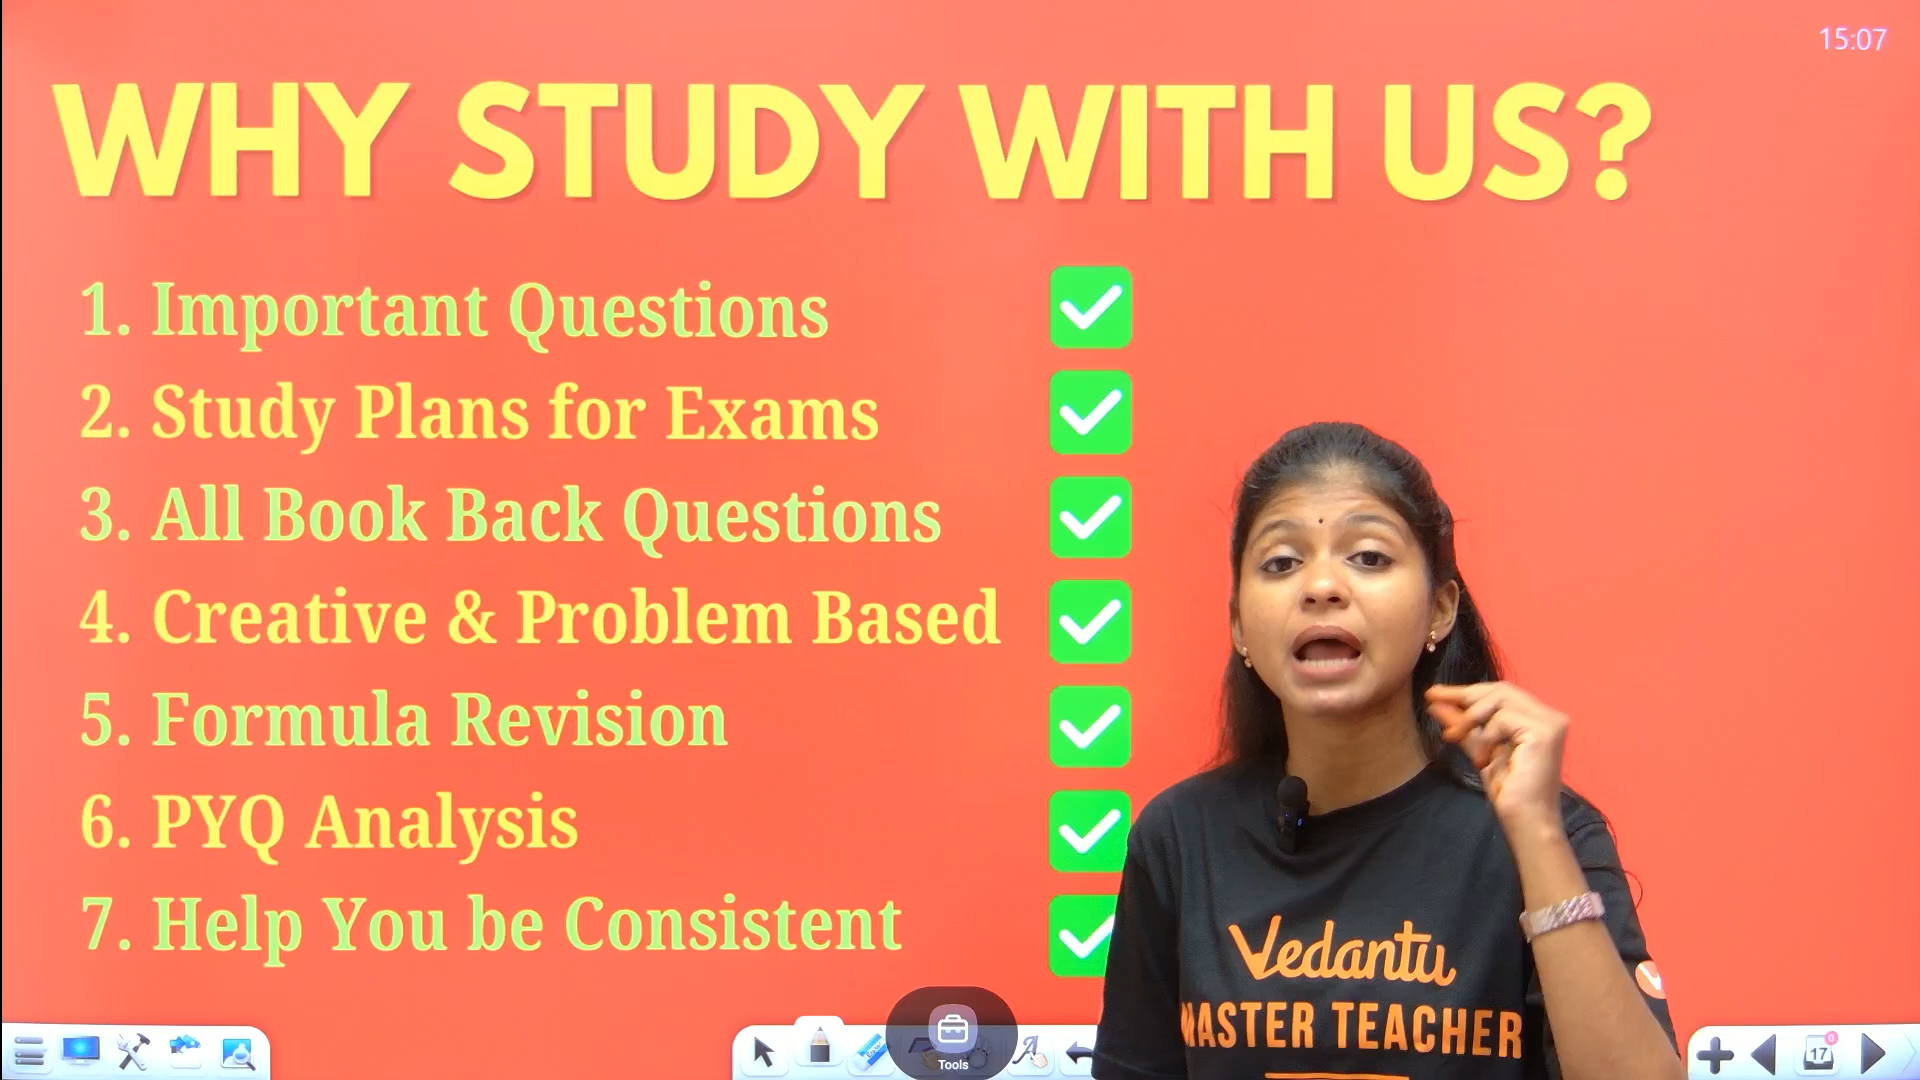 15:07
WHY STUDY WITH US?
1. Important Questions
2. Study Plans for Exams
3. All Book Back Questions
4. Creative & Problem Based
5. Formula Revision
6. PYQ Analysis
7. Help You be Consistent
Vedantu
MASTER TEACHER
Tools
17
0